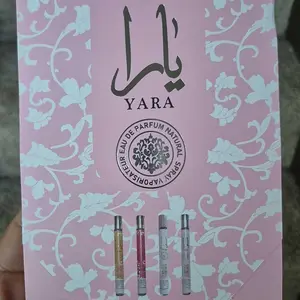 يارا
YARA
EAU DE PARFUM NATURAL SPRAY VAPORISATEUR